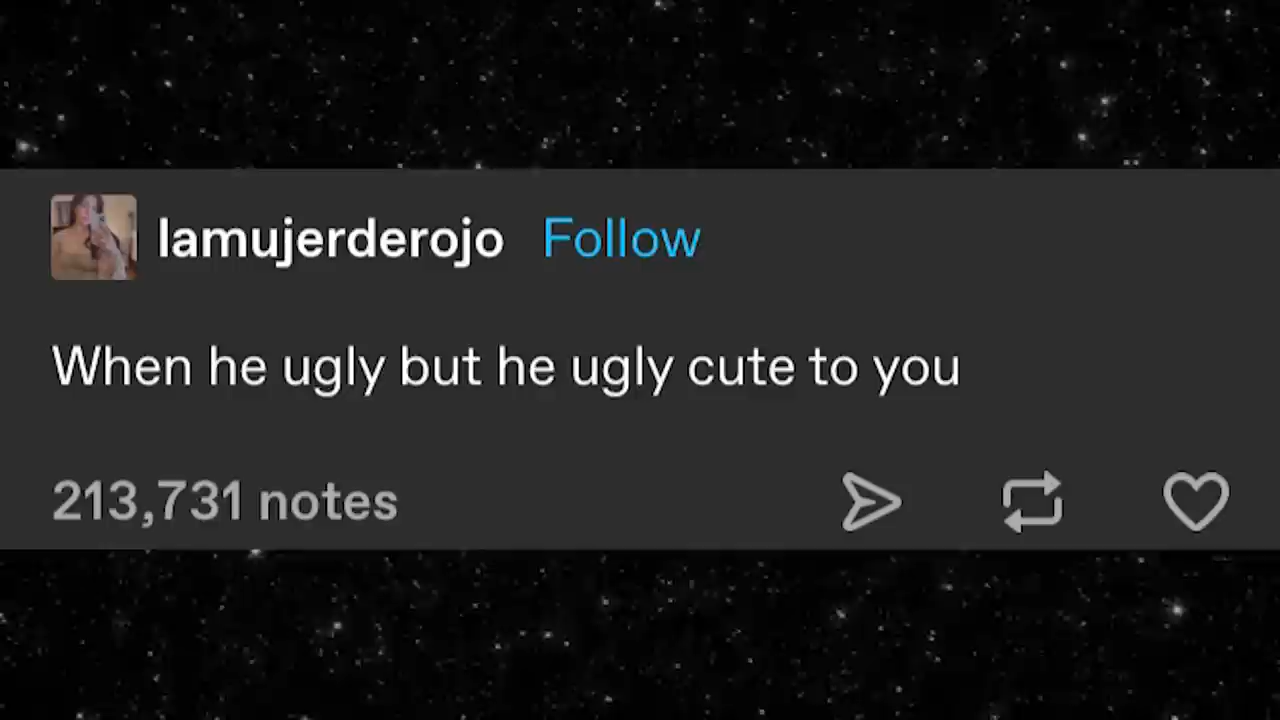 lamujerderojo Follow
When he ugly but he ugly cute to you
213,731 notes